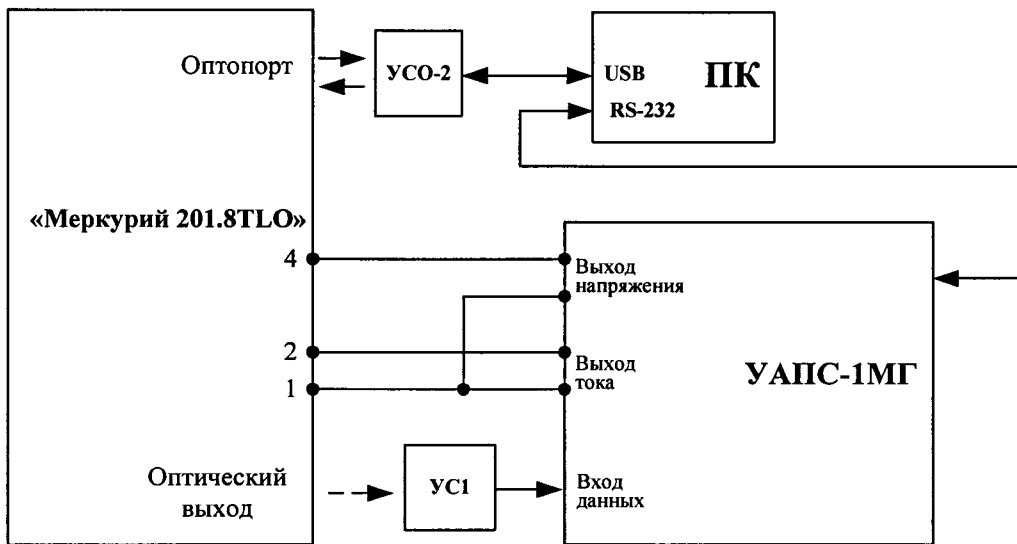 Оптопорт
УСО-2
USB
ПК
RS-232
«Меркурий 201.8TLO»
4
Выход
напряжения
2
Выход
тока
1
УАПС-1МГ
Оптический
выход
УС1
Вход
данных